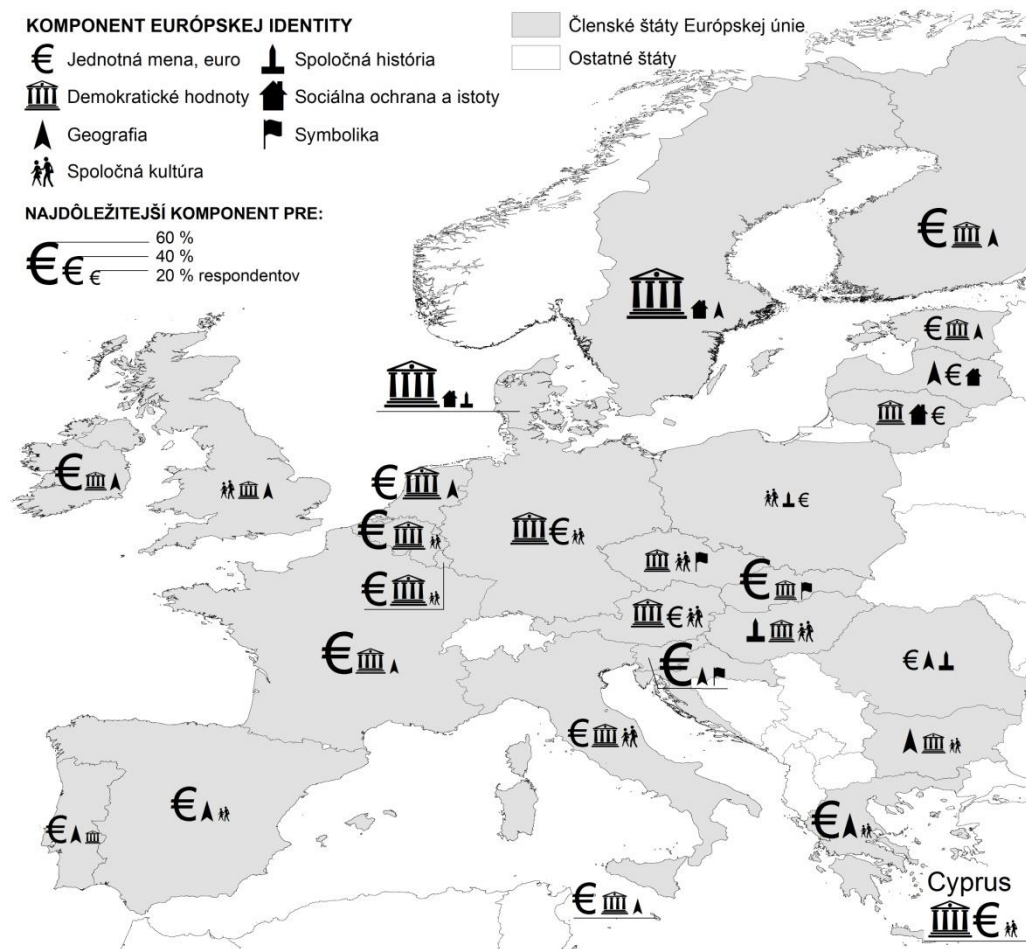 KOMPONENT EURÓPSKEJ IDENTITY
Jednotná mena, euro
Demokratické hodnoty
Geografia
Spoločná kultúra
Spoločná história
Sociálna ochrana a istoty
Symbolika
Členské štáty Európskej únie
Ostatné štáty
NAJDÔLEŽITEJŠÍ KOMPONENT PRE:
60 %
40 %
20 % respondentov
Cyprus